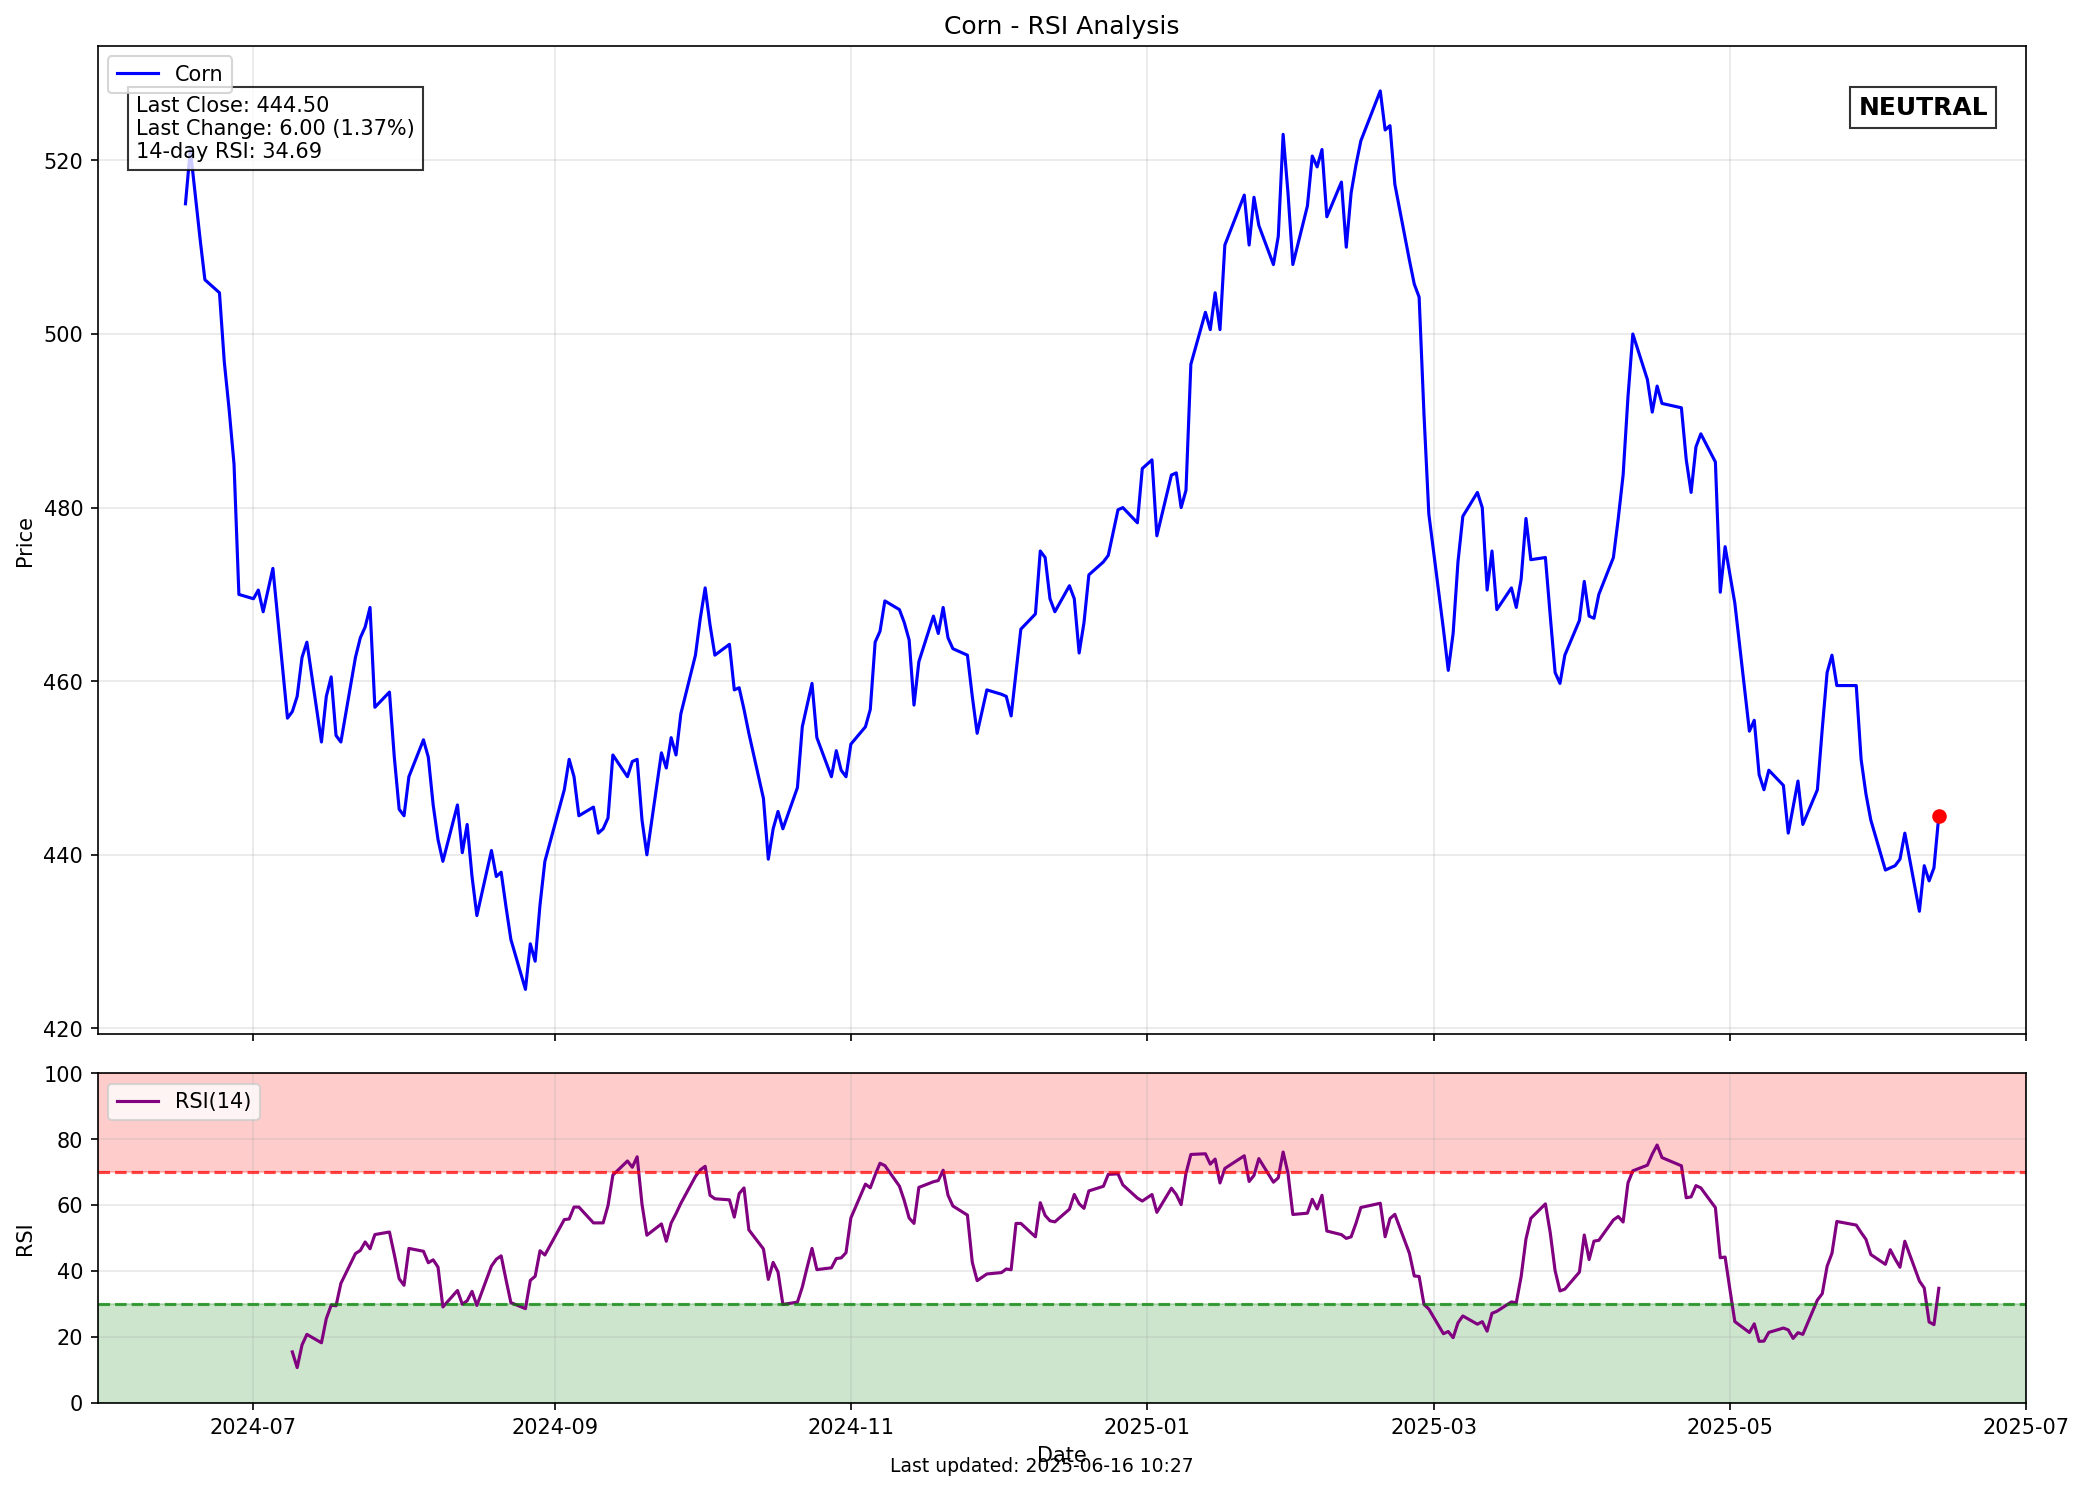 Corn - RSI Analysis
Corn
Last Close: 444.50
Last Change: 6.00 (1.37%)
14-day RSI: 34.69
NEUTRAL
Price
520
500
480
460
440
420
RSI(14)
RSI
100
80
60
40
20
0
2024-07
2024-09
2024-11
2025-01
2025-03
2025-05
2025-07
Date
Last updated: 2025-06-16 10:27